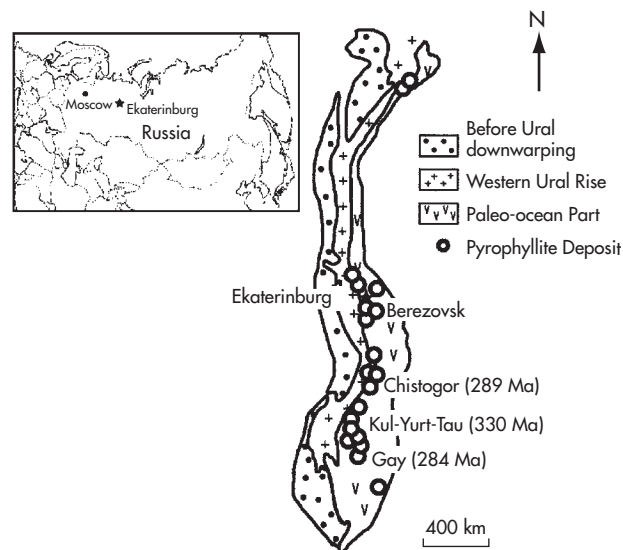 N
Moscow
Ekaterinburg
Russia
Before Ural
downwarping
Western Ural Rise
Paleo-ocean Part
Pyrophyllite Deposit
Ekaterinburg
Berezovsk
Chistogor (289 Ma)
Kul-Yurt-Tau (330 Ma)
Gay (284 Ma)
400 km